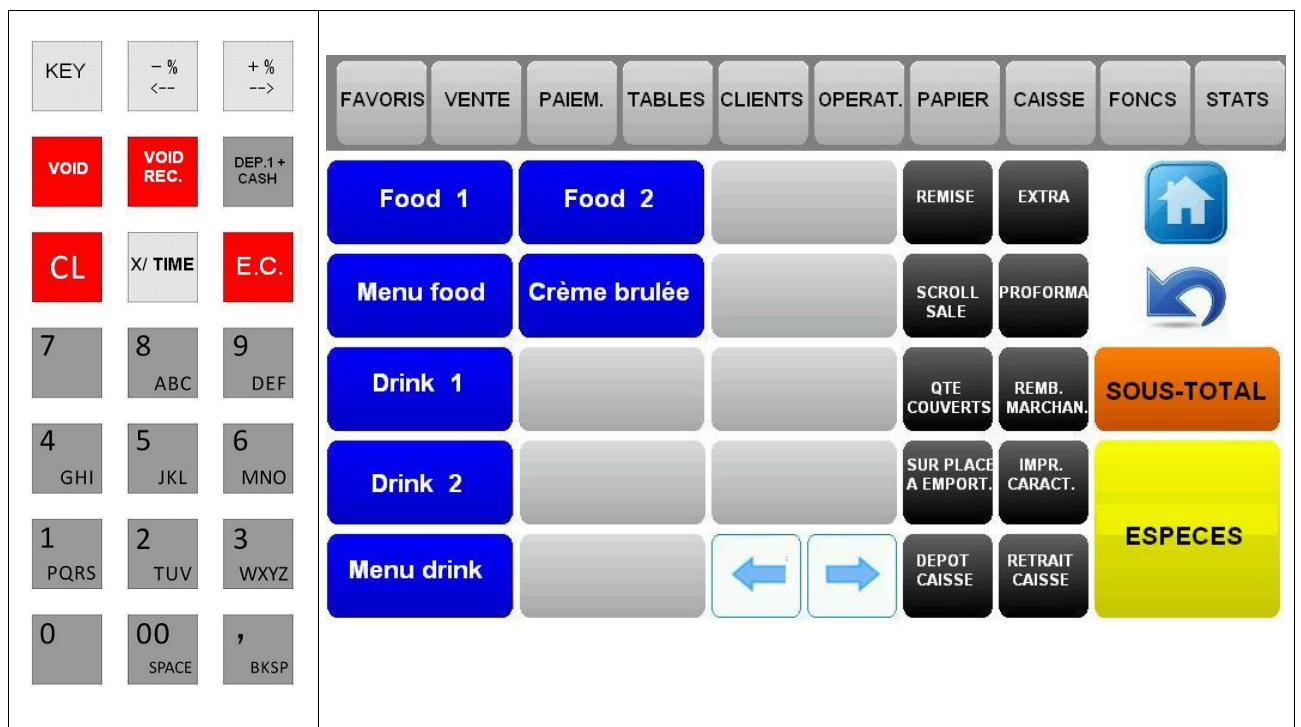 KEY
- %
<--
+ %
-->
VOID
VOID
REC.
DEP.1 +
CASH
CL
X/ TIME
E.C.
7
8
ABC
9
DEF
4
GHI
5
JKL
6
MNO
1
PQRS
2
TUV
3
WXYZ
0
00
SPACE
,
BKSP
FAVORIS
VENTE
PAIEM.
TABLES
CLIENTS
OPERAT.
PAPIER
CAISSE
FONCS
STATS
Food 1
Food 2
REMISE
EXTRA
Menu food
Crème brulée
SCROLL
SALE
PROFORMA
Drink 1
QTE
COUVERTS
REMB.
MARCHAN.
SOUS-TOTAL
Drink 2
SUR PLACE
A EMPORT.
IMPR.
CARACT.
ESPECES
Menu drink
DEPOT
CAISSE
RETRAIT
CAISSE